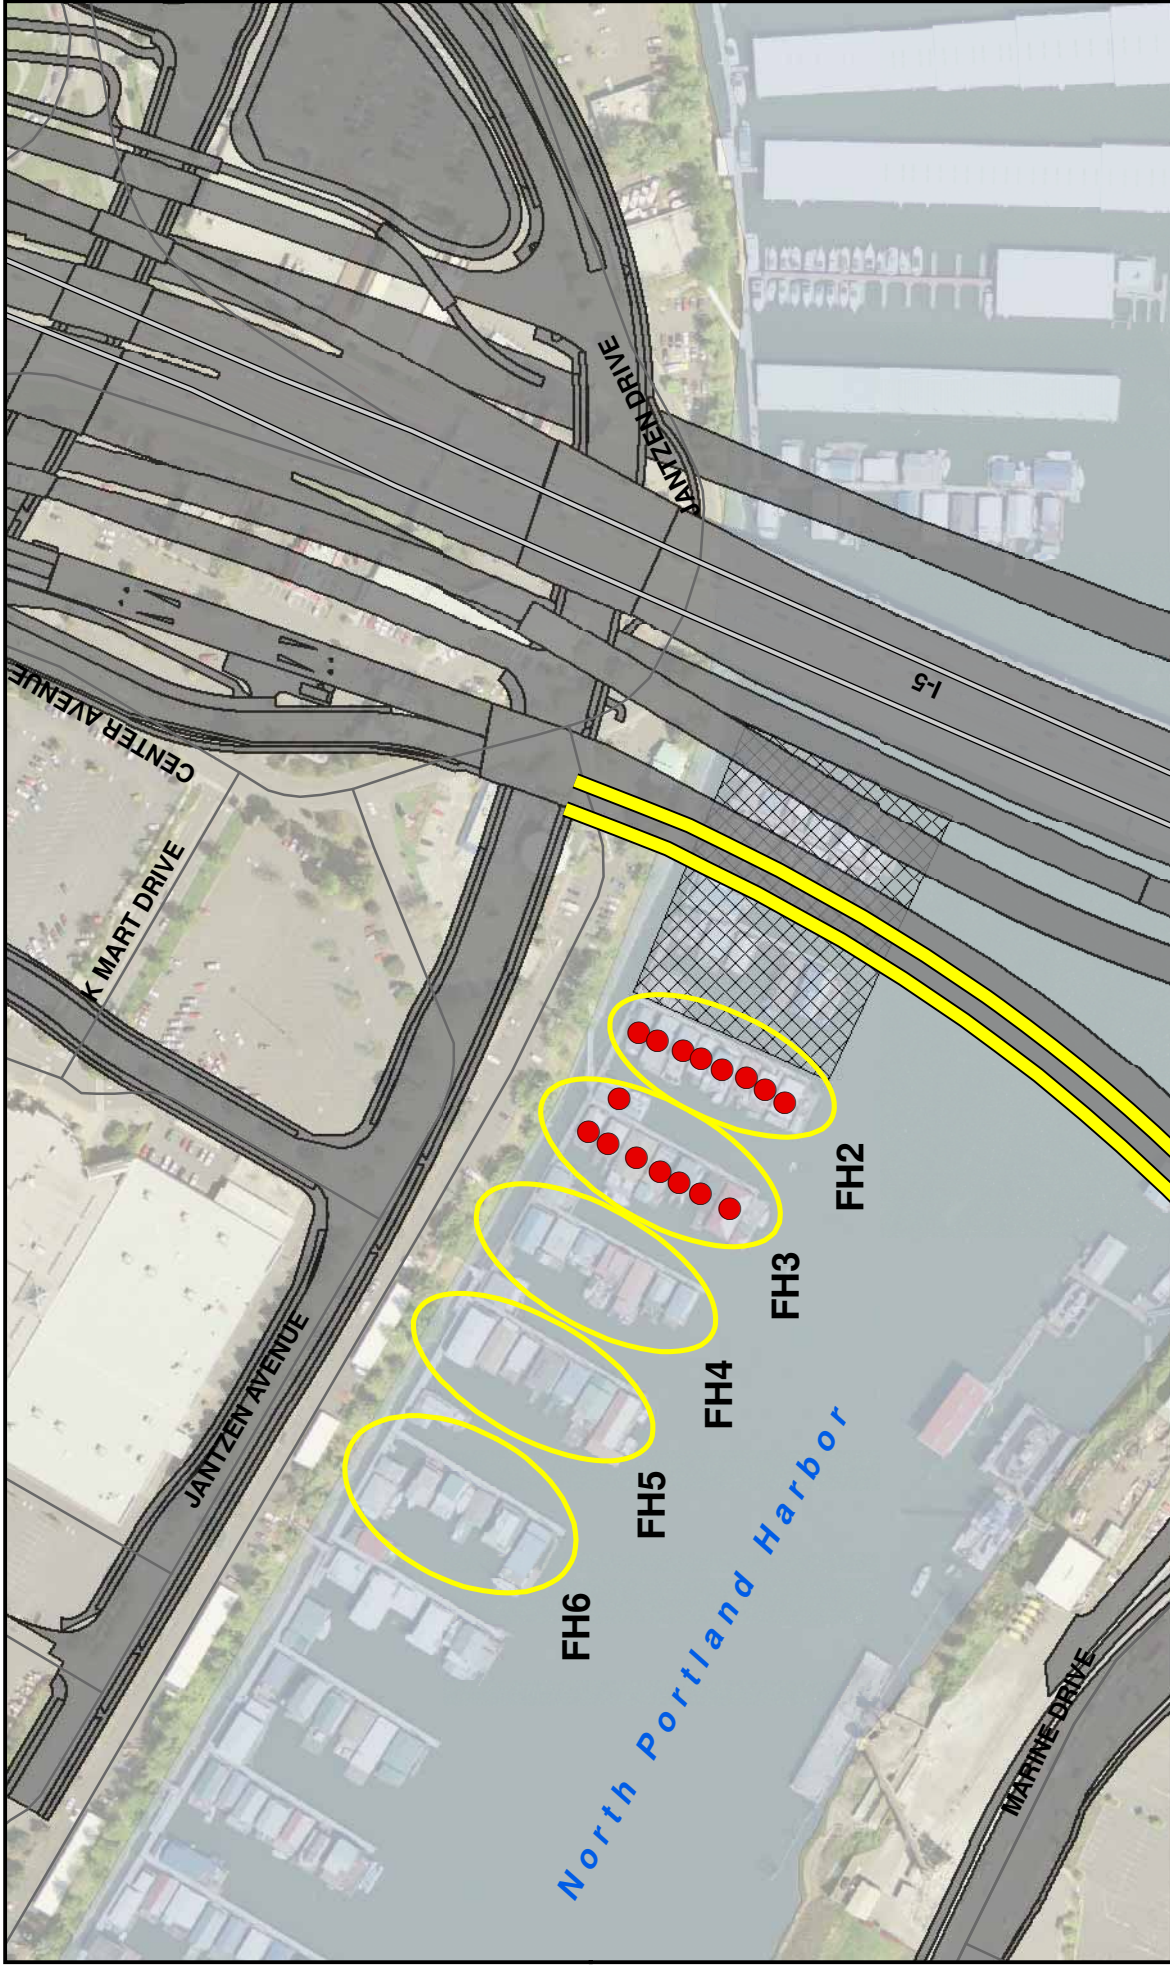 CENTER AVENUE
K MART DRIVE
JANTZEN DRIVE
I-5
JANTZEN AVENUE
FH2
FH3
FH4
FH5
FH6
North Portland Harbor
MARINE DRIVE